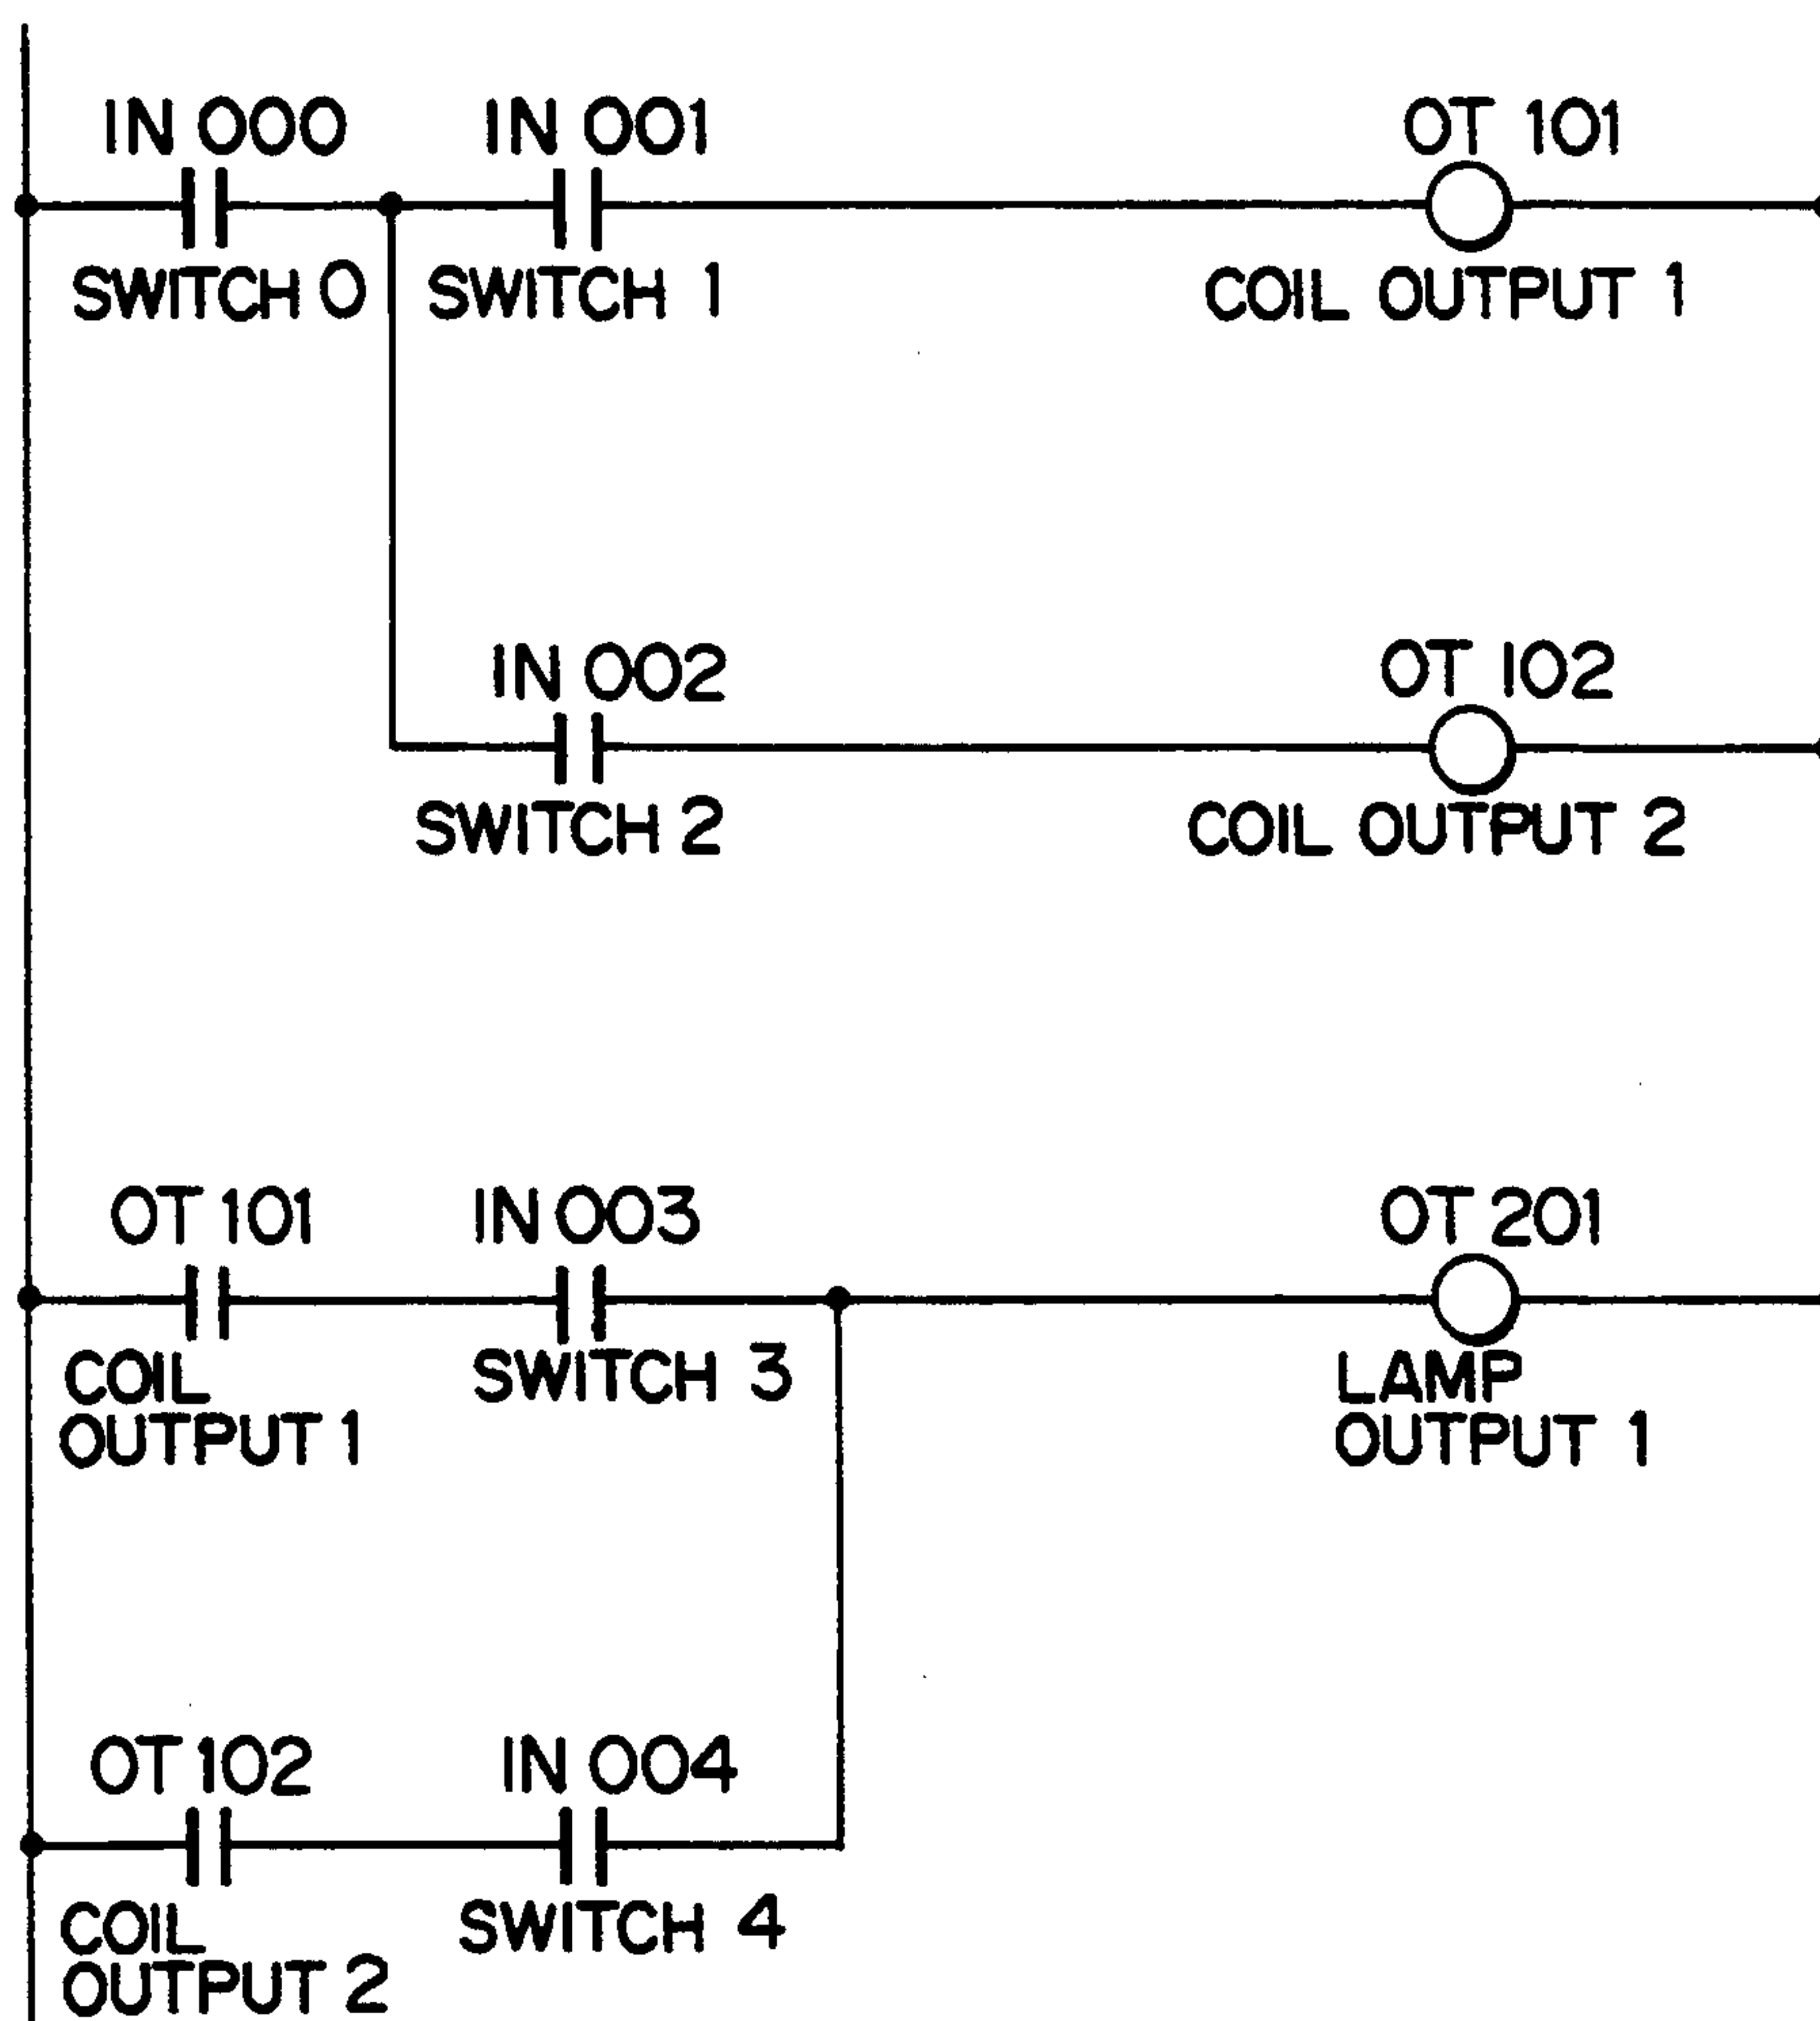 IN 000
IN 001
OT 101
SWITCH 0
SWITCH 1
COIL OUTPUT 1
IN 002
OT 102
SWITCH 2
COIL OUTPUT 2
OT 101
IN 003
OT 201
COIL
OUTPUT 1
SWITCH 3
LAMP
OUTPUT 1
OT 102
IN 004
COIL
OUTPUT 2
SWITCH 4